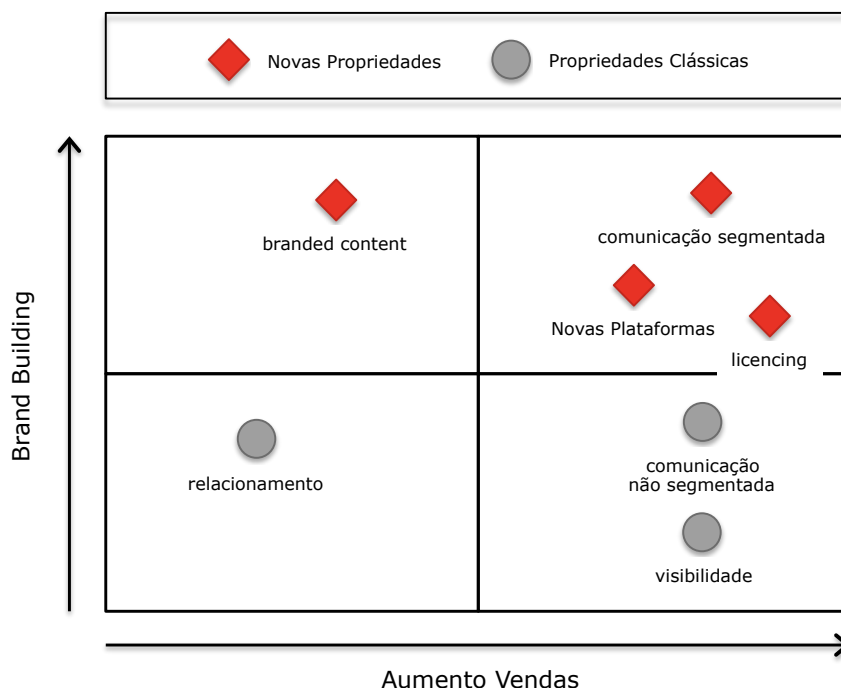 Novas Propriedades
Propriedades Clássicas
branded content
comunicação segmentada
Novas Plataformas
licencing
relacionamento
comunicação
não segmentada
visibilidade
Brand Building
Aumento Vendas